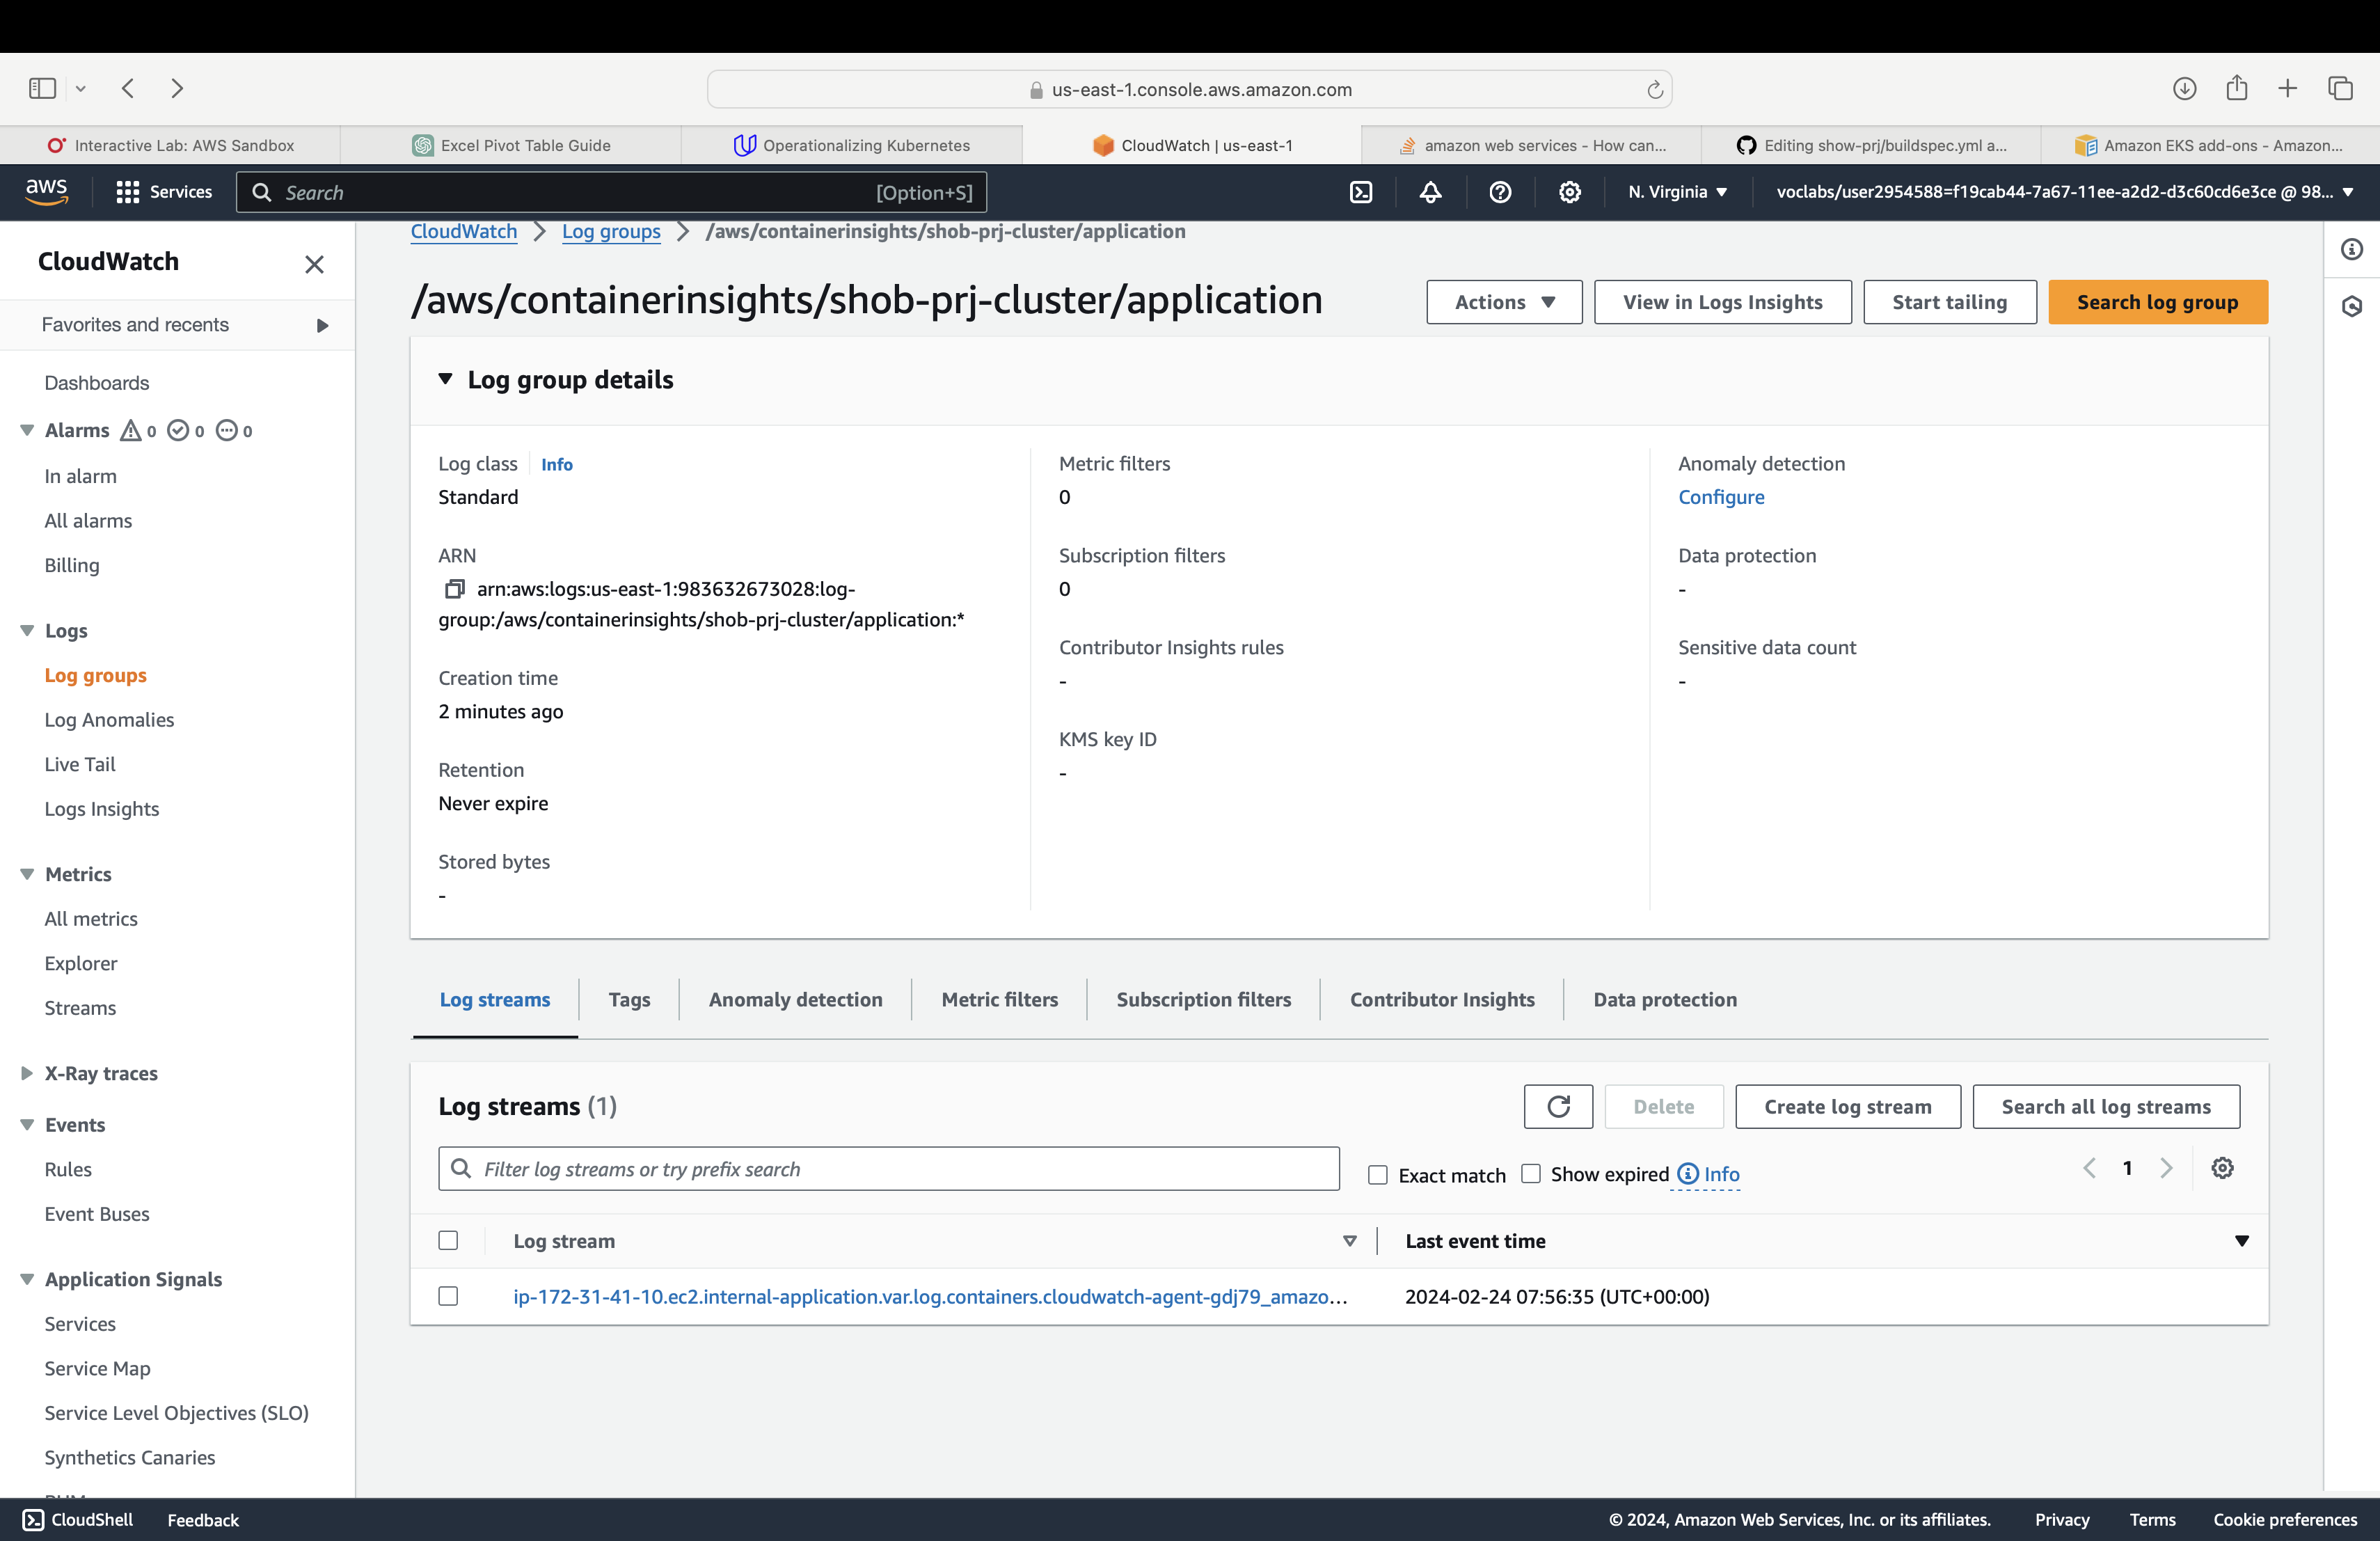 us-east-1.console.aws.amazon.com
Interactive Lab: AWS Sandbox
Excel Pivot Table Guide
Operationalizing Kubernetes
CloudWatch | us-east-1
amazon web services - How can...
Editing show-prj/buildspec.yml a...
Amazon EKS add-ons - Amazon...
aws
Services
Search
[Option+S]
N. Virginia
voclabs/user2954588=f19cab44-7a67-11ee-a2d2-d3c60cd6e3ce @ 98...
CloudWatch
Favorites and recents
Dashboards
Alarms 0 0 0
In alarm
All alarms
Billing
Logs
Log groups
Log Anomalies
Live Tail
Logs Insights
Metrics
All metrics
Explorer
Streams
X-Ray traces
Events
Rules
Event Buses
Application Signals
Services
Service Map
Service Level Objectives (SLO)
Synthetics Canaries
CloudWatch > Log groups > /aws/containerinsights/shob-prj-cluster/application
/aws/containerinsights/shob-prj-cluster/application
Actions
View in Logs Insights
Start tailing
Search log group
Log group details
Log class Info
Standard
ARN
arn:aws:logs:us-east-1:983632673028:log-
group:/aws/containerinsights/shob-prj-cluster/application:*
Creation time
2 minutes ago
Retention
Never expire
Stored bytes
-
Metric filters
0
Subscription filters
0
Contributor Insights rules
-
KMS key ID
-
Anomaly detection
Configure
Data protection
-
Sensitive data count
-
Log streams
Tags
Anomaly detection
Metric filters
Subscription filters
Contributor Insights
Data protection
Log streams (1)
Delete
Create log stream
Search all log streams
Filter log streams or try prefix search
Exact match
Show expired
Info
1
Log stream
Last event time
ip-172-31-41-10.ec2.internal-application.var.log.containers.cloudwatch-agent-gdj79_amazo...
2024-02-24 07:56:35 (UTC+00:00)
CloudShell
Feedback
© 2024, Amazon Web Services, Inc. or its affiliates.
Privacy
Terms
Cookie preferences